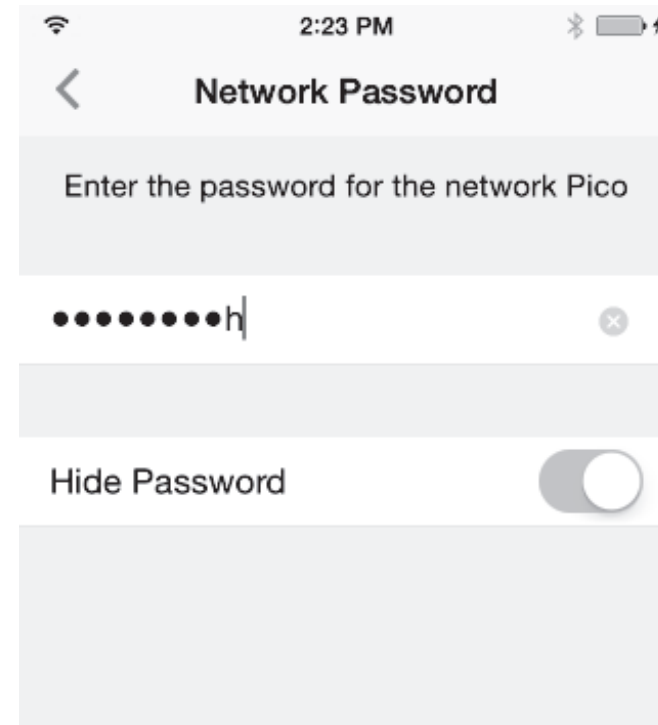 2:23 PM
Network Password
Enter the password for the network Pico
••••••••h
Hide Password